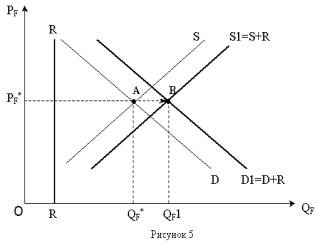 P_F
R
S
S1=S+R
A
B
P_F*
D
D1=D+R
O
R
Q_F*
Q_F1
Q_F
Рисунок 5